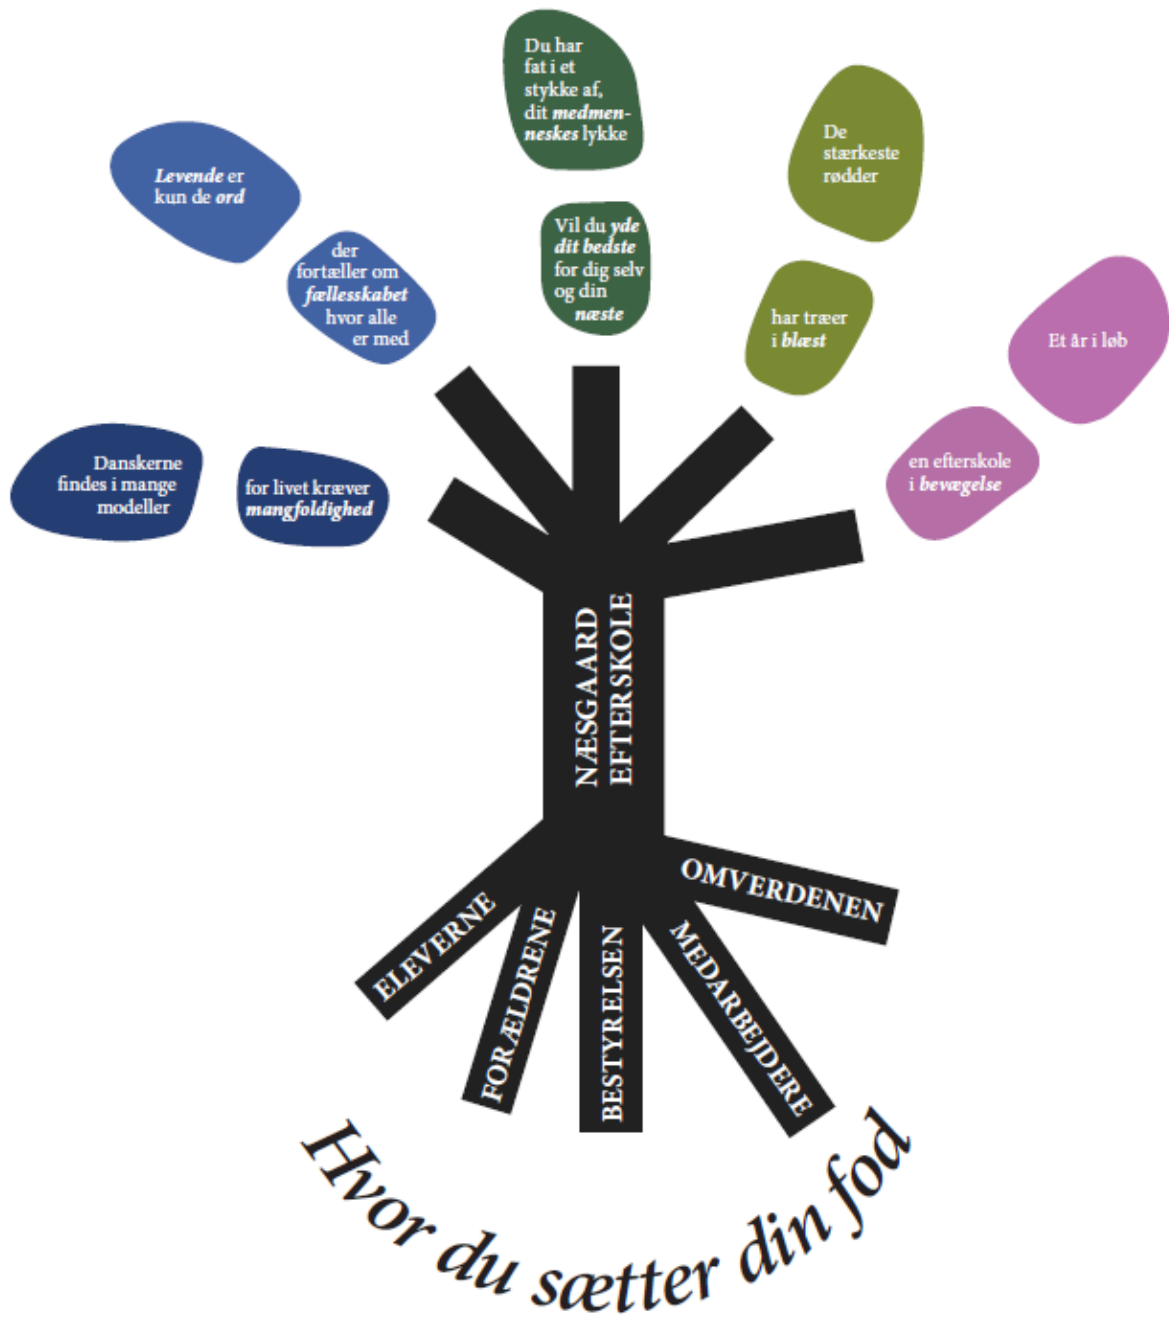 Du har
fat i et
stykke af,
dit medmen-
neskes lykke
Vil du yde
dit bedste
for dig selv
og din
næste
De
stærkeste
rødder
har træer
i blæst
Levende er
kun de ord
der
fortæller om
fællesskabet
hvor alle
er med
Et år i løb
en efterskole
i bevægelse
Danskerne
findes i mange
modeller
for livet kræver
mangfoldighed
NÆSGAARD
EFTERSKOLE
ELEVERNE
FORÆLDRENE
BESTYRELSEN
MEDARBEJDERE
OMVERDENEN
Hvor du sætter din fod